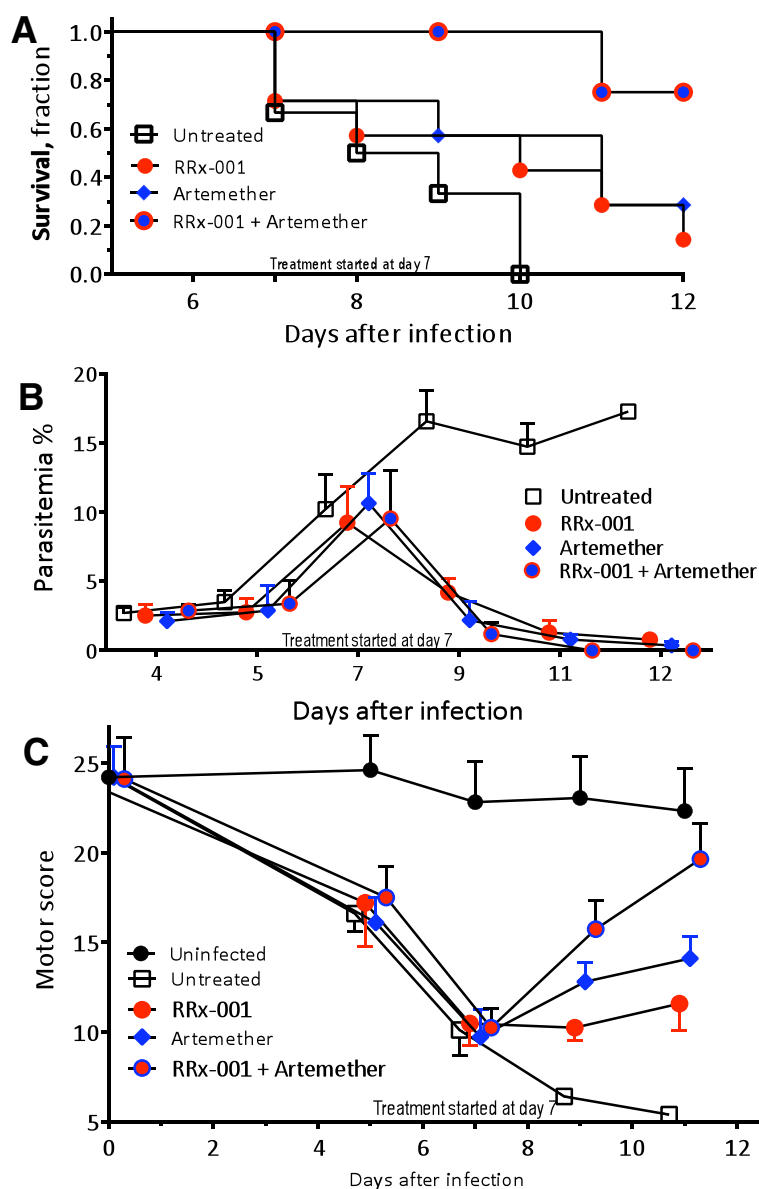 A
Survival, fraction
1.0
0.8
0.6
0.4
0.2
0.0
Untreated
RRx-001
Artemether
RRx-001 + Artemether
Treatment started at day 7
6 8 10 12
Days after infection
B
Parasitemia %
20
15
10
5
0
Untreated
RRx-001
Artemether
RRx-001 + Artemether
Treatment started at day 7
4 5 7 9 11 12
Days after infection
C
Motor score
25
20
15
10
5
Uninfected
Untreated
RRx-001
Artemether
RRx-001 + Artemether
Treatment started at day 7
0 2 4 6 8 10 12
Days after infection